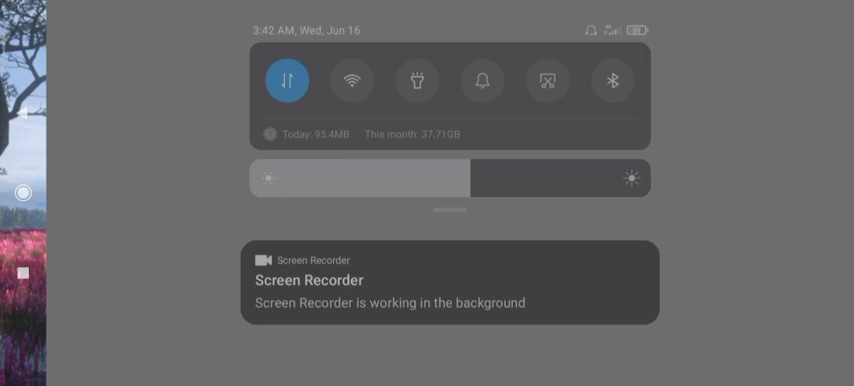 3:42 AM, Wed, Jun 16
Today: 95.4MB This month: 37.71GB
Screen Recorder
Screen Recorder
Screen Recorder is working in the background